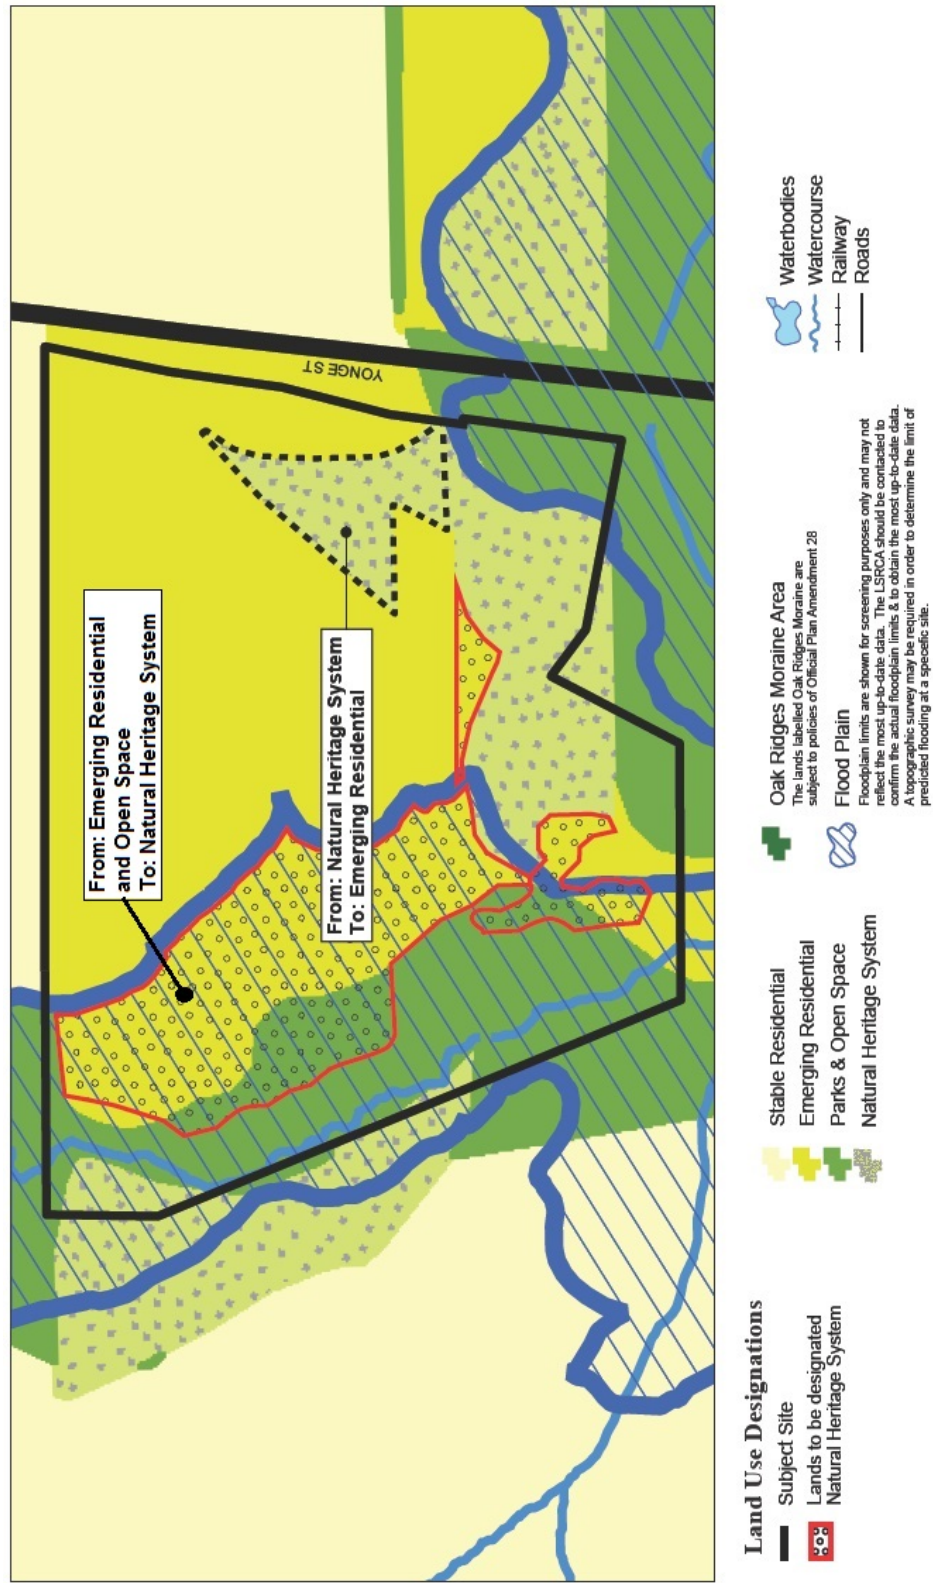 From: Emerging Residential
and Open Space
To: Natural Heritage System
From: Natural Heritage System
To: Emerging Residential
YONGE ST
Land Use Designations
Subject Site
Lands to be designated
Natural Heritage System
Stable Residential
Emerging Residential
Parks & Open Space
Natural Heritage System
Oak Ridges Moraine Area
The lands labelled Oak Ridges Moraine are
subject to policies of Official Plan Amendment 28
Flood Plain
Floodplain limits are shown for screening purposes only and may not
reflect the most up-to-date data. The LSRCA should be contacted to
confirm the actual floodplain limits & to obtain the most up-to-date data.
A topographic survey may be required in order to determine the limit of
predicted flooding at a specefic site.
Waterbodies
Watercourse
Railway
Roads